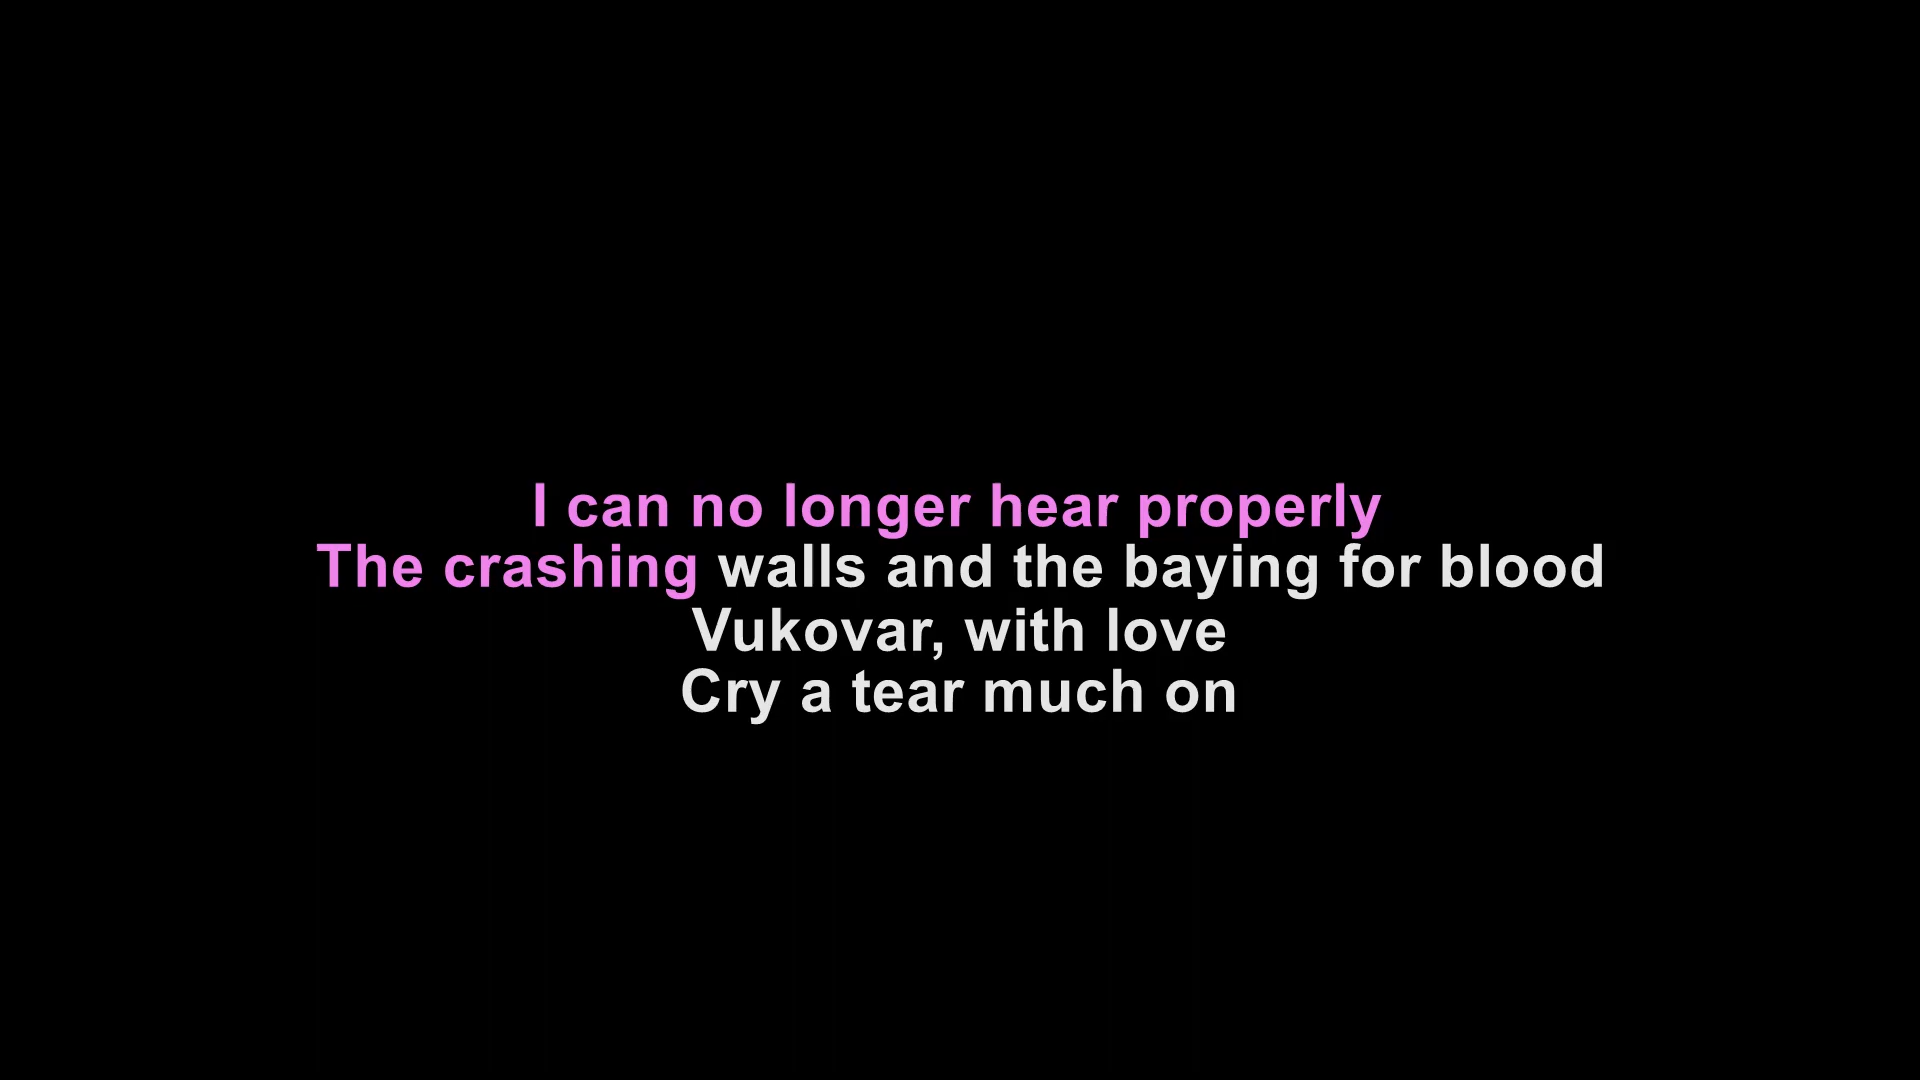 I can no longer hear properly
The crashing walls and the baying for blood
Vukovar, with love
Cry a tear much on